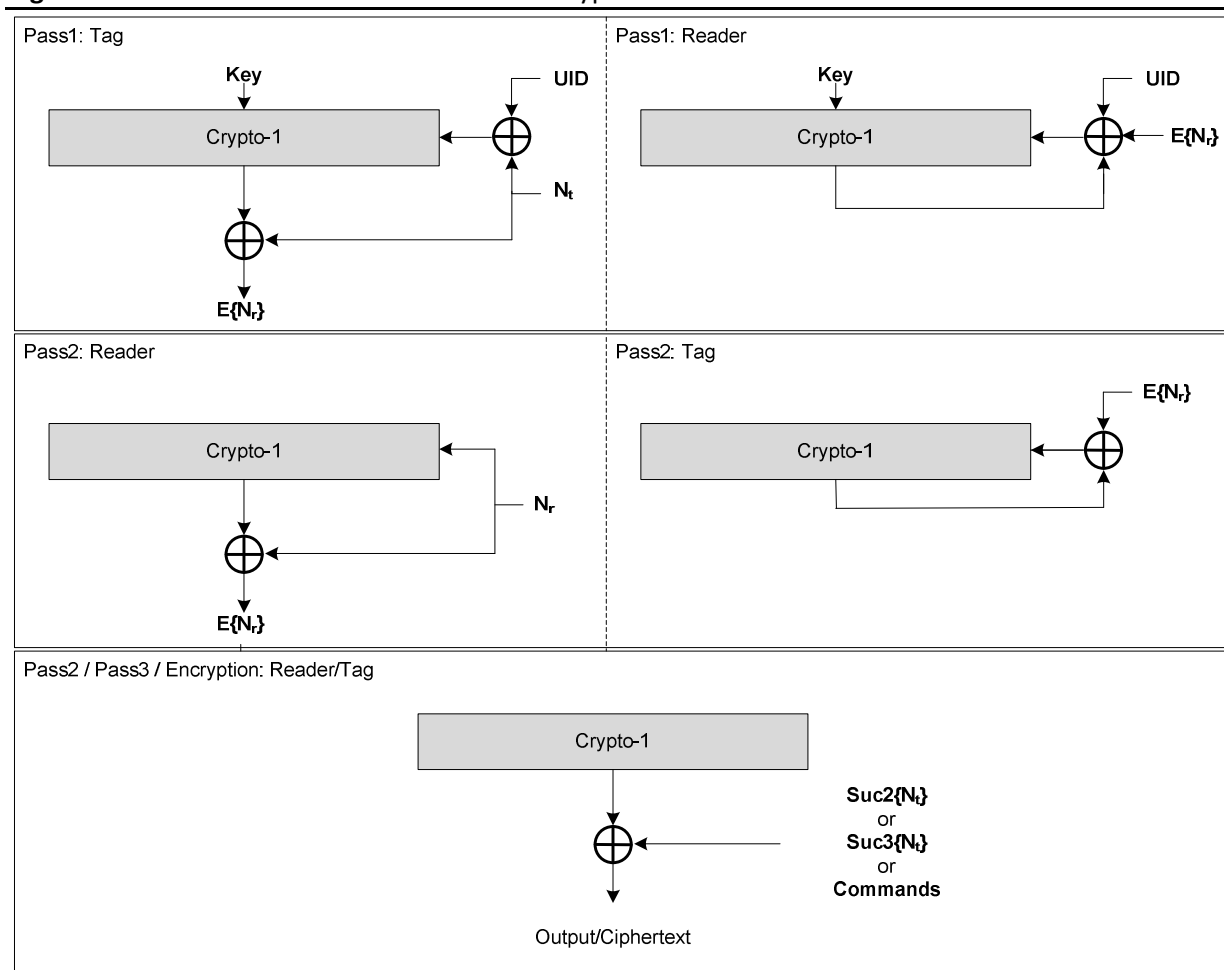 Pass1: Tag
Key
UID
Crypto-1
Nt
E{Nr}
Pass1: Reader
Key
UID
Crypto-1
E{Nr}
Pass2: Reader
Crypto-1
Nr
E{Nr}
Pass2: Tag
E{Nr}
Crypto-1
Pass2 / Pass3 / Encryption: Reader/Tag
Crypto-1
Suc2{Nt}
or
Suc3{Nt}
or
Commands
Output/Ciphertext